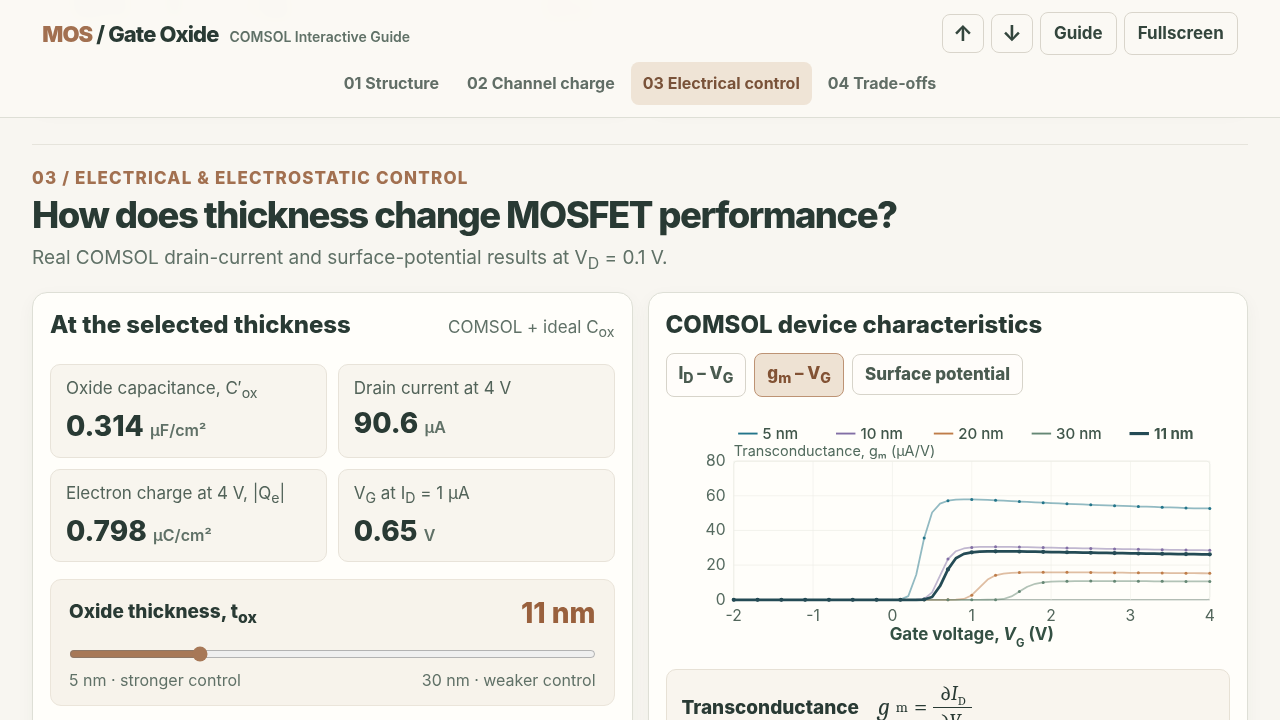 MOS / Gate Oxide COMSOL Interactive Guide
↑ ↓ Guide Fullscreen
01 Structure 02 Channel charge 03 Electrical control 04 Trade-offs
03 / ELECTRICAL & ELECTROSTATIC CONTROL
How does thickness change MOSFET performance?
Real COMSOL drain-current and surface-potential results at VD = 0.1 V.
At the selected thickness COMSOL + ideal Cox
Oxide capacitance, C′ox
0.314 µF/cm²
Drain current at 4 V
90.6 µA
Electron charge at 4 V, |Qe|
0.798 µC/cm²
VG at ID = 1 µA
0.65 V
Oxide thickness, tox 11 nm
5 nm · stronger control 30 nm · weaker control
COMSOL device characteristics
ID – VG gm – VG Surface potential
5 nm 10 nm 20 nm 30 nm 11 nm
Transconductance, gₘ (µA/V)
80
60
40
20
0
-2 -1 0 1 2 3 4
Gate voltage, VG (V)
Transconductance gm = ∂ID